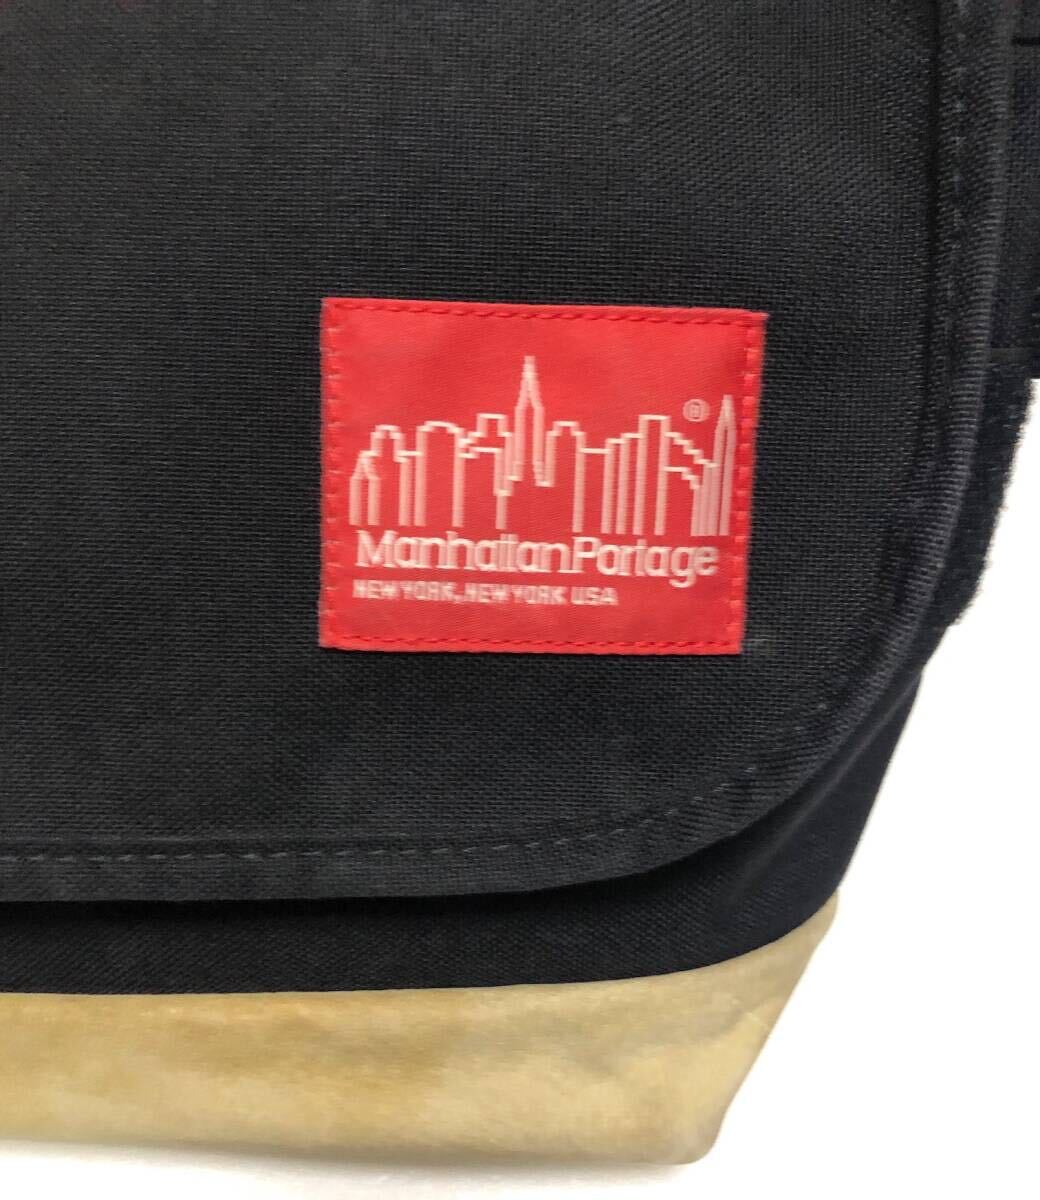 ®
ManhattanPortage
NEW YORK, NEW YORK USA